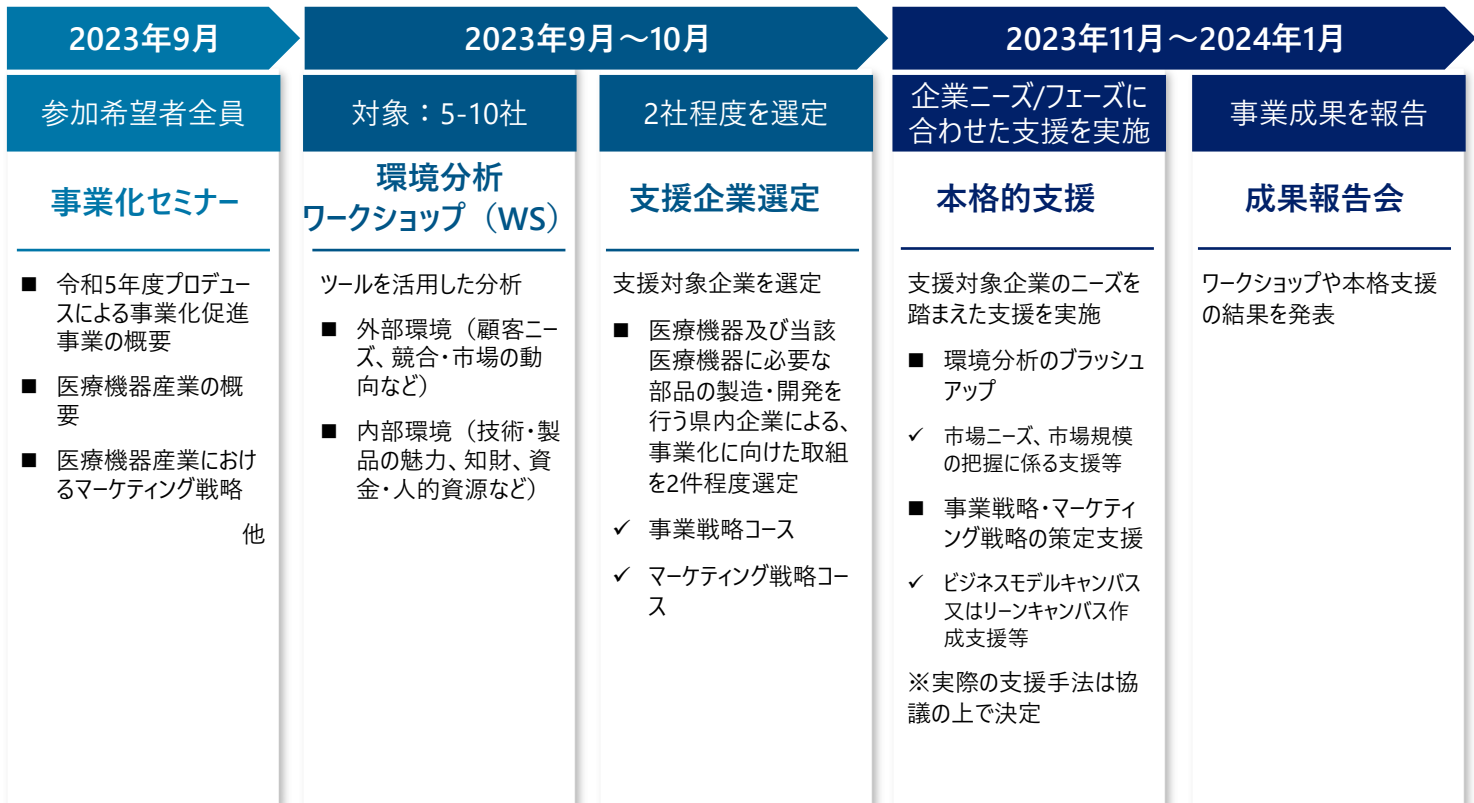 2023年9月
2023年9月～10月
2023年11月～2024年1月
参加希望者全員
事業化セミナー
■ 令和5年度プロデュー
スによる事業化促進
事業の概要
■ 医療機器産業の概
要
■ 医療機器産業におけ
るマーケティング戦略
他
対象：5-10社
環境分析
ワークショップ（WS）
ツールを活用した分析
■ 外部環境（顧客ニー
ズ、競合・市場の動
向など）
■ 内部環境（技術・製
品の魅力、知財、資
金・人的資源など）
2社程度を選定
支援企業選定
支援対象企業を選定
■ 医療機器及び当該
医療機器に必要な
部品の製造・開発を
行う県内企業による、
事業化に向けた取組
を2件程度選定
✓ 事業戦略コース
✓ マーケティング戦略コー
ス
企業ニーズ/フェーズに
合わせた支援を実施
本格的支援
支援対象企業のニーズを
踏まえた支援を実施
■ 環境分析のブラッシュ
アップ
✓ 市場ニーズ、市場規模
の把握に係る支援等
■ 事業戦略・マーケティ
ング戦略の策定支援
✓ ビジネスモデルキャンバス
又はリーンキャンバス作
成支援等
※実際の支援手法は協
議の上で決定
事業成果を報告
成果報告会
ワークショップや本格支援
の結果を発表